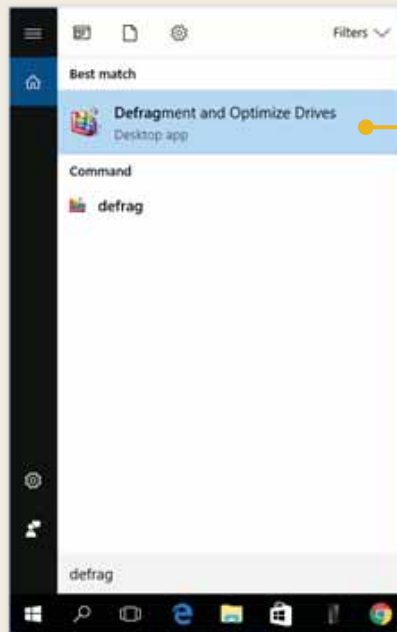 Filters
Best match
Defragment and Optimize Drives
Desktop app
Command
defrag
defrag